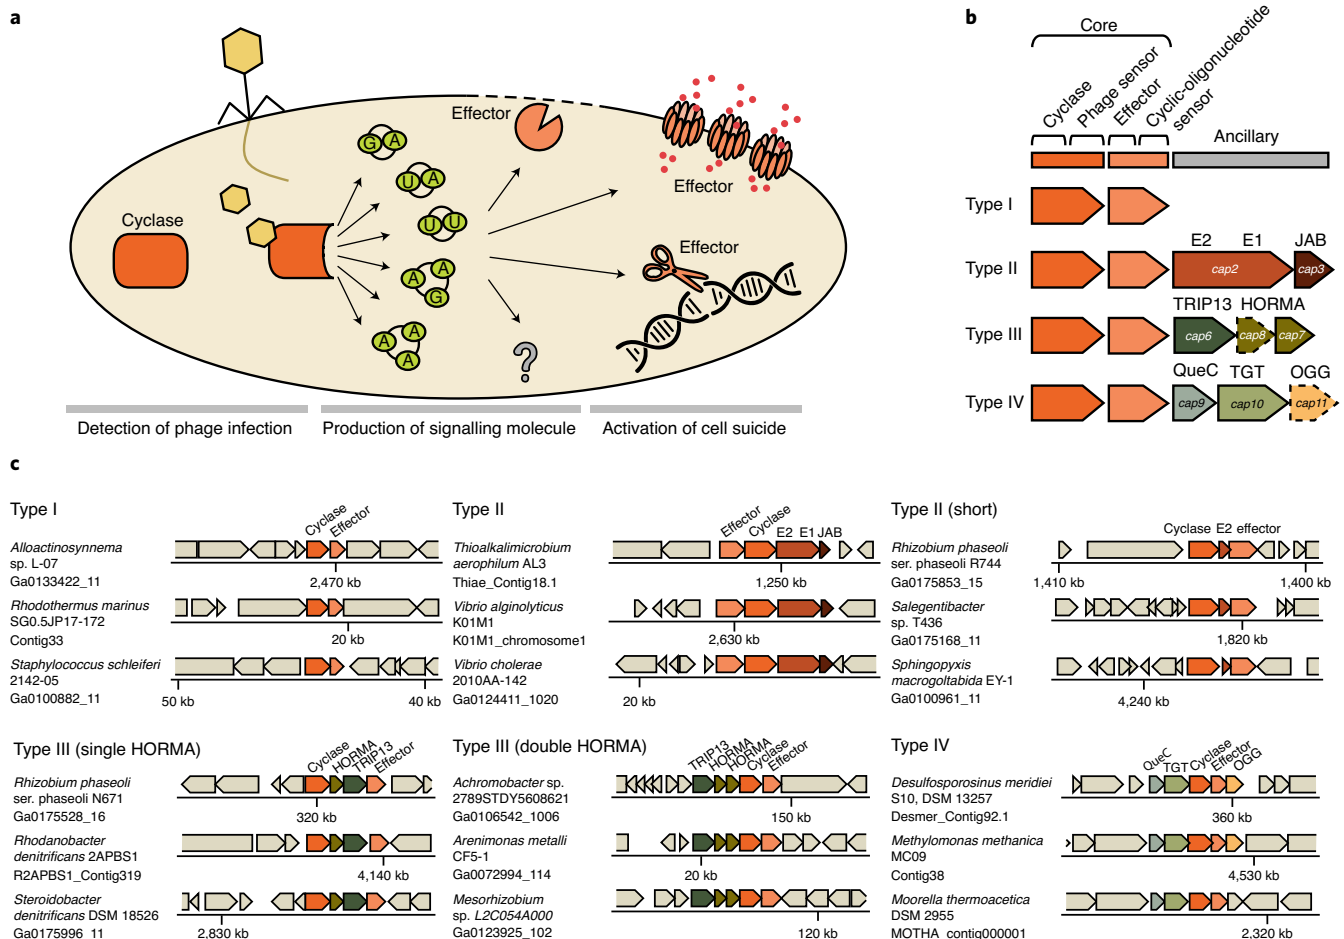 a
Effector
G A
U A
U U
A A
G
A A
A
Cyclase
Effector
Effector
?
Detection of phage infection
Production of signalling molecule
Activation of cell suicide
b
Core
Cyclase
Phage sensor
Effector
Cyclic-oligonucleotide
sensor
Ancillary
Type I
E2 E1 JAB
Type II
cap2 cap3
TRIP13 HORMA
Type III
cap6 cap8 cap7
QueC TGT OGG
Type IV
cap9 cap10 cap11
c
Type I
Cyclase
Effector
Alloactinosynnema
sp. L-07
Ga0133422_11
2,470 kb
Rhodothermus marinus
SG0.5JP17-172
Contig33
20 kb
Staphylococcus schleiferi
2142-05
Ga0100882_11
50 kb 40 kb
Type II
Effector
Cyclase
E2 E1 JAB
Thioalkalimicrobium
aerophilum AL3
Thiae_Contig18.1
1,250 kb
Vibrio alginolyticus
K01M1
K01M1_chromosome1
2,630 kb
Vibrio cholerae
2010AA-142
Ga0124411_1020
20 kb
Type II (short)
Cyclase E2 effector
Rhizobium phaseoli
ser. phaseoli R744
Ga0175853_15
1,410 kb 1,400 kb
Salegentibacter
sp. T436
Ga0175168_11
1,820 kb
Sphingopyxis
macrogoltabida EY-1
Ga0100961_11
4,240 kb
Type III (single HORMA)
Cyclase
HORMA
TRIP13
Effector
Rhizobium phaseoli
ser. phaseoli N671
Ga0175528_16
320 kb
Rhodanobacter
denitrificans 2APBS1
R2APBS1_Contig319
4,140 kb
Steroidobacter
denitrificans DSM 18526
Ga0175996_11
2,830 kb
Type III (double HORMA)
TRIP13
HORMA
HORMA
Cyclase
Effector
Achromobacter sp.
2789STDY5608621
Ga0106542_1006
150 kb
Arenimonas metalli
CF5-1
Ga0072994_114
20 kb
Mesorhizobium
sp. L2C054A000
Ga0123925_102
120 kb
Type IV
QueC
TGT
Cyclase
Effector
OGG
Desulfosporosinus meridiei
S10, DSM 13257
Desmer_Contig92.1
360 kb
Methylomonas methanica
MC09
Contig38
4,530 kb
Moorella thermoacetica
DSM 2955
MOTHA_contig000001
2,320 kb